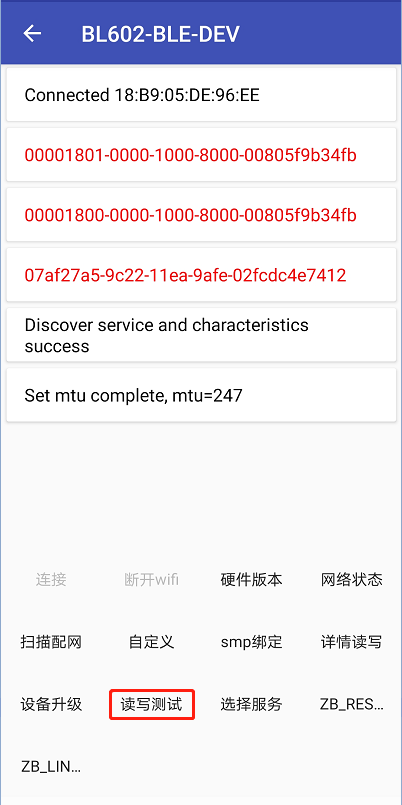 BL602-BLE-DEV
Connected 18:B9:05:DE:96:EE
00001801-0000-1000-8000-00805f9b34fb
00001800-0000-1000-8000-00805f9b34fb
07af27a5-9c22-11ea-9afe-02fcdc4e7412
Discover service and characteristics
success
Set mtu complete, mtu=247
连接 断开wifi 硬件版本 网络状态
扫描配网 自定义 smp绑定 详情读写
设备升级 读写测试 选择服务 ZB_RES...
ZB_LIN...